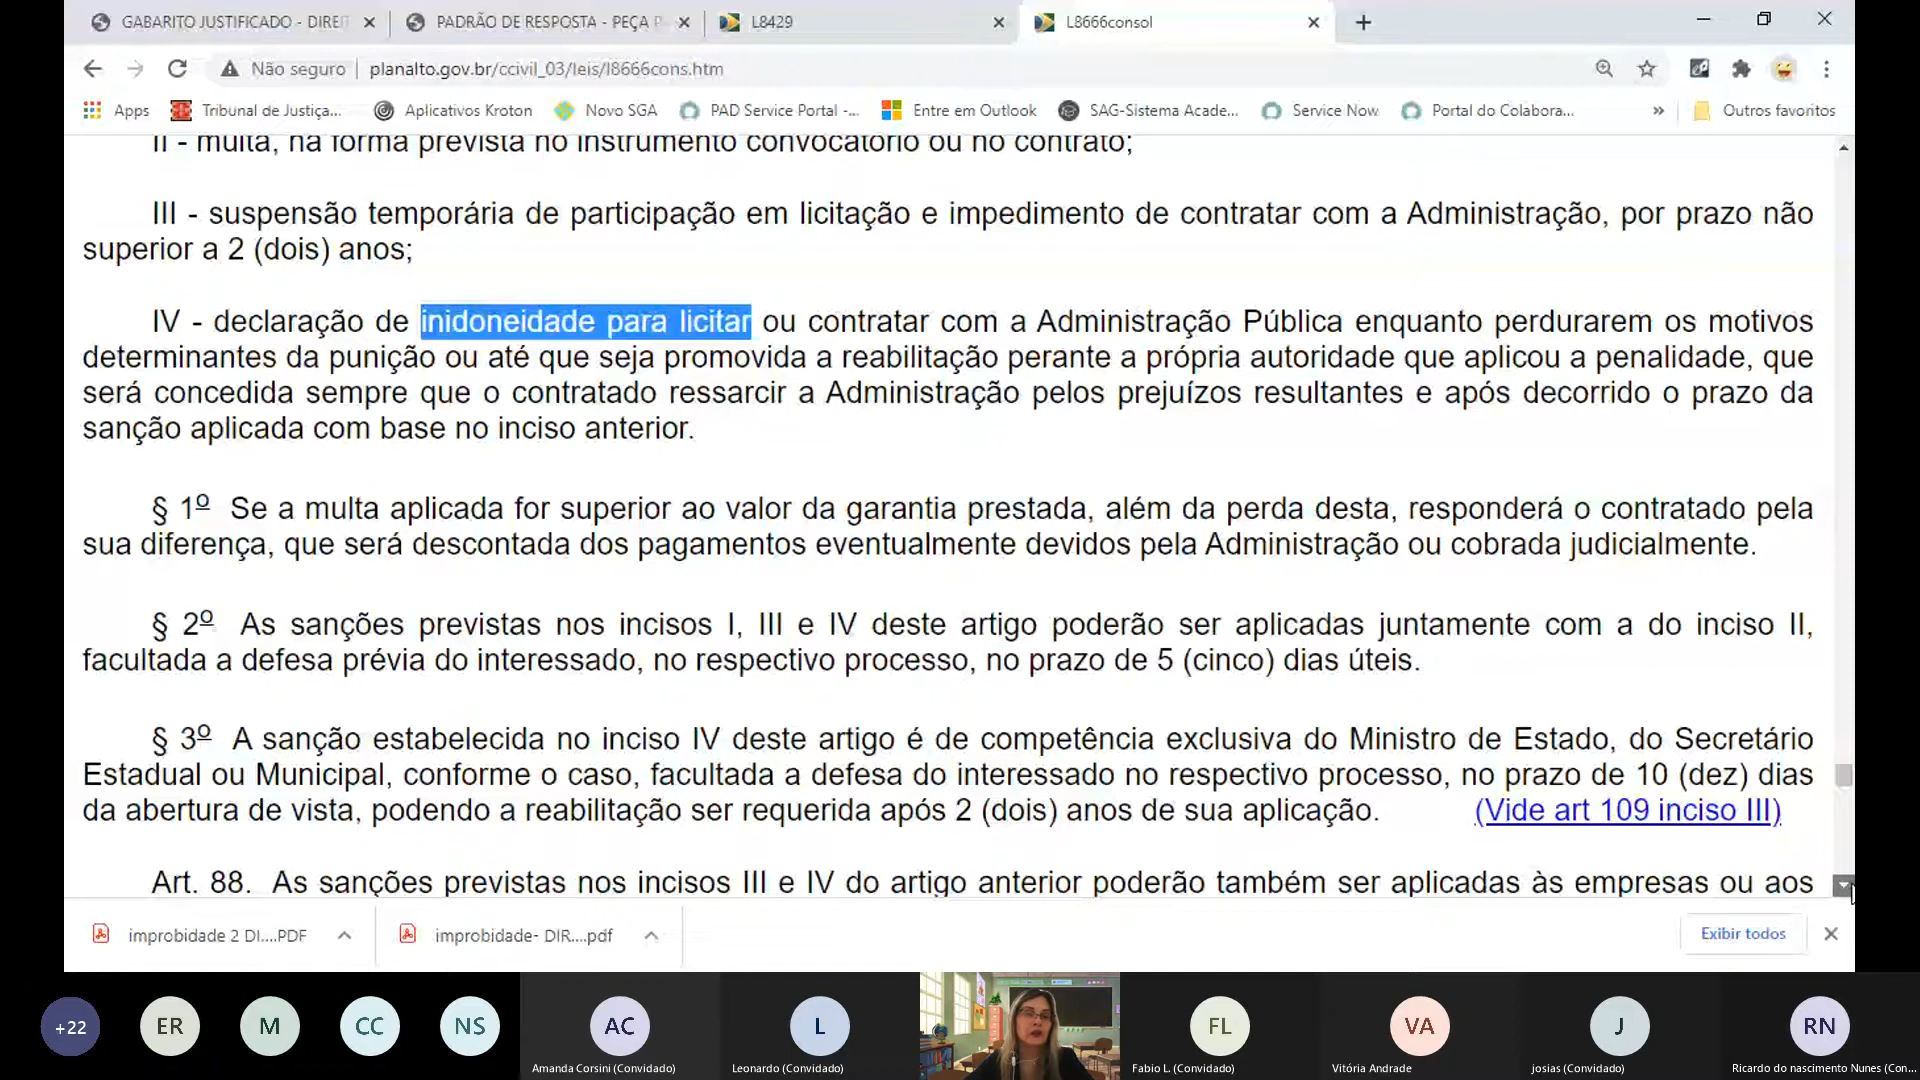 GABARITO JUSTIFICADO - DIREIT
PADRÃO DE RESPOSTA - PEÇA P
L8429
L8666consol
Não seguro
planalto.gov.br/ccivil_03/leis/l8666cons.htm
Apps
Tribunal de Justiça...
Aplicativos Kroton
Novo SGA
PAD Service Portal -...
Entre em Outlook
SAG-Sistema Acade...
Service Now
Portal do Colabora...
»
Outros favoritos
II - multa, na forma prevista no instrumento convocatório ou no contrato;
III - suspensão temporária de participação em licitação e impedimento de contratar com a Administração, por prazo não
superior a 2 (dois) anos;
IV - declaração de inidoneidade para licitar ou contratar com a Administração Pública enquanto perdurarem os motivos
determinantes da punição ou até que seja promovida a reabilitação perante a própria autoridade que aplicou a penalidade, que
será concedida sempre que o contratado ressarcir a Administração pelos prejuízos resultantes e após decorrido o prazo da
sanção aplicada com base no inciso anterior.
§ 1º Se a multa aplicada for superior ao valor da garantia prestada, além da perda desta, responderá o contratado pela
sua diferença, que será descontada dos pagamentos eventualmente devidos pela Administração ou cobrada judicialmente.
§ 2º As sanções previstas nos incisos I, III e IV deste artigo poderão ser aplicadas juntamente com a do inciso II,
facultada a defesa prévia do interessado, no respectivo processo, no prazo de 5 (cinco) dias úteis.
§ 3º A sanção estabelecida no inciso IV deste artigo é de competência exclusiva do Ministro de Estado, do Secretário
Estadual ou Municipal, conforme o caso, facultada a defesa do interessado no respectivo processo, no prazo de 10 (dez) dias
da abertura de vista, podendo a reabilitação ser requerida após 2 (dois) anos de sua aplicação. (Vide art 109 inciso III)
Art. 88. As sanções previstas nos incisos III e IV do artigo anterior poderão também ser aplicadas às empresas ou aos
improbidade 2 DI....PDF
improbidade- DIR....pdf
Exibir todos
+22
ER
M
CC
NS
AC
L
FL
VA
J
RN
Amanda Corsini (Convidado)
Leonardo (Convidado)
Fabio L. (Convidado)
Vitória Andrade
josias (Convidado)
Ricardo do nascimento Nunes (Con...